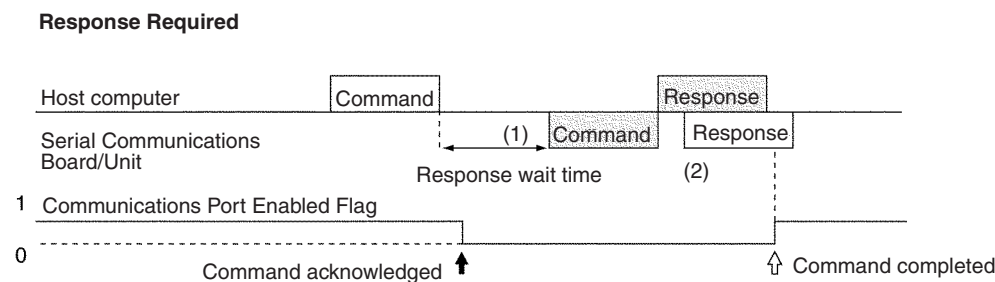 Response Required
Host computer
Command
Response
Serial Communications
Board/Unit
(1)
Command
Response
Response wait time
(2)
1
Communications Port Enabled Flag
0
Command acknowledged
Command completed